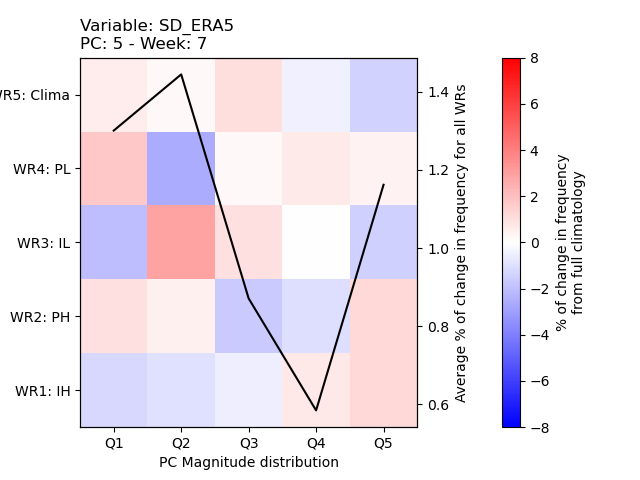 Variable: SD_ERA5
PC: 5 - Week: 7
WR5: Clima
WR4: PL
WR3: IL
WR2: PH
WR1: IH
Q1 Q2 Q3 Q4 Q5
PC Magnitude distribution
1.4
1.2
1.0
0.8
0.6
Average % of change in frequency for all WRs
8
6
4
2
0
−2
−4
−6
−8
% of change in frequency
from full climatology